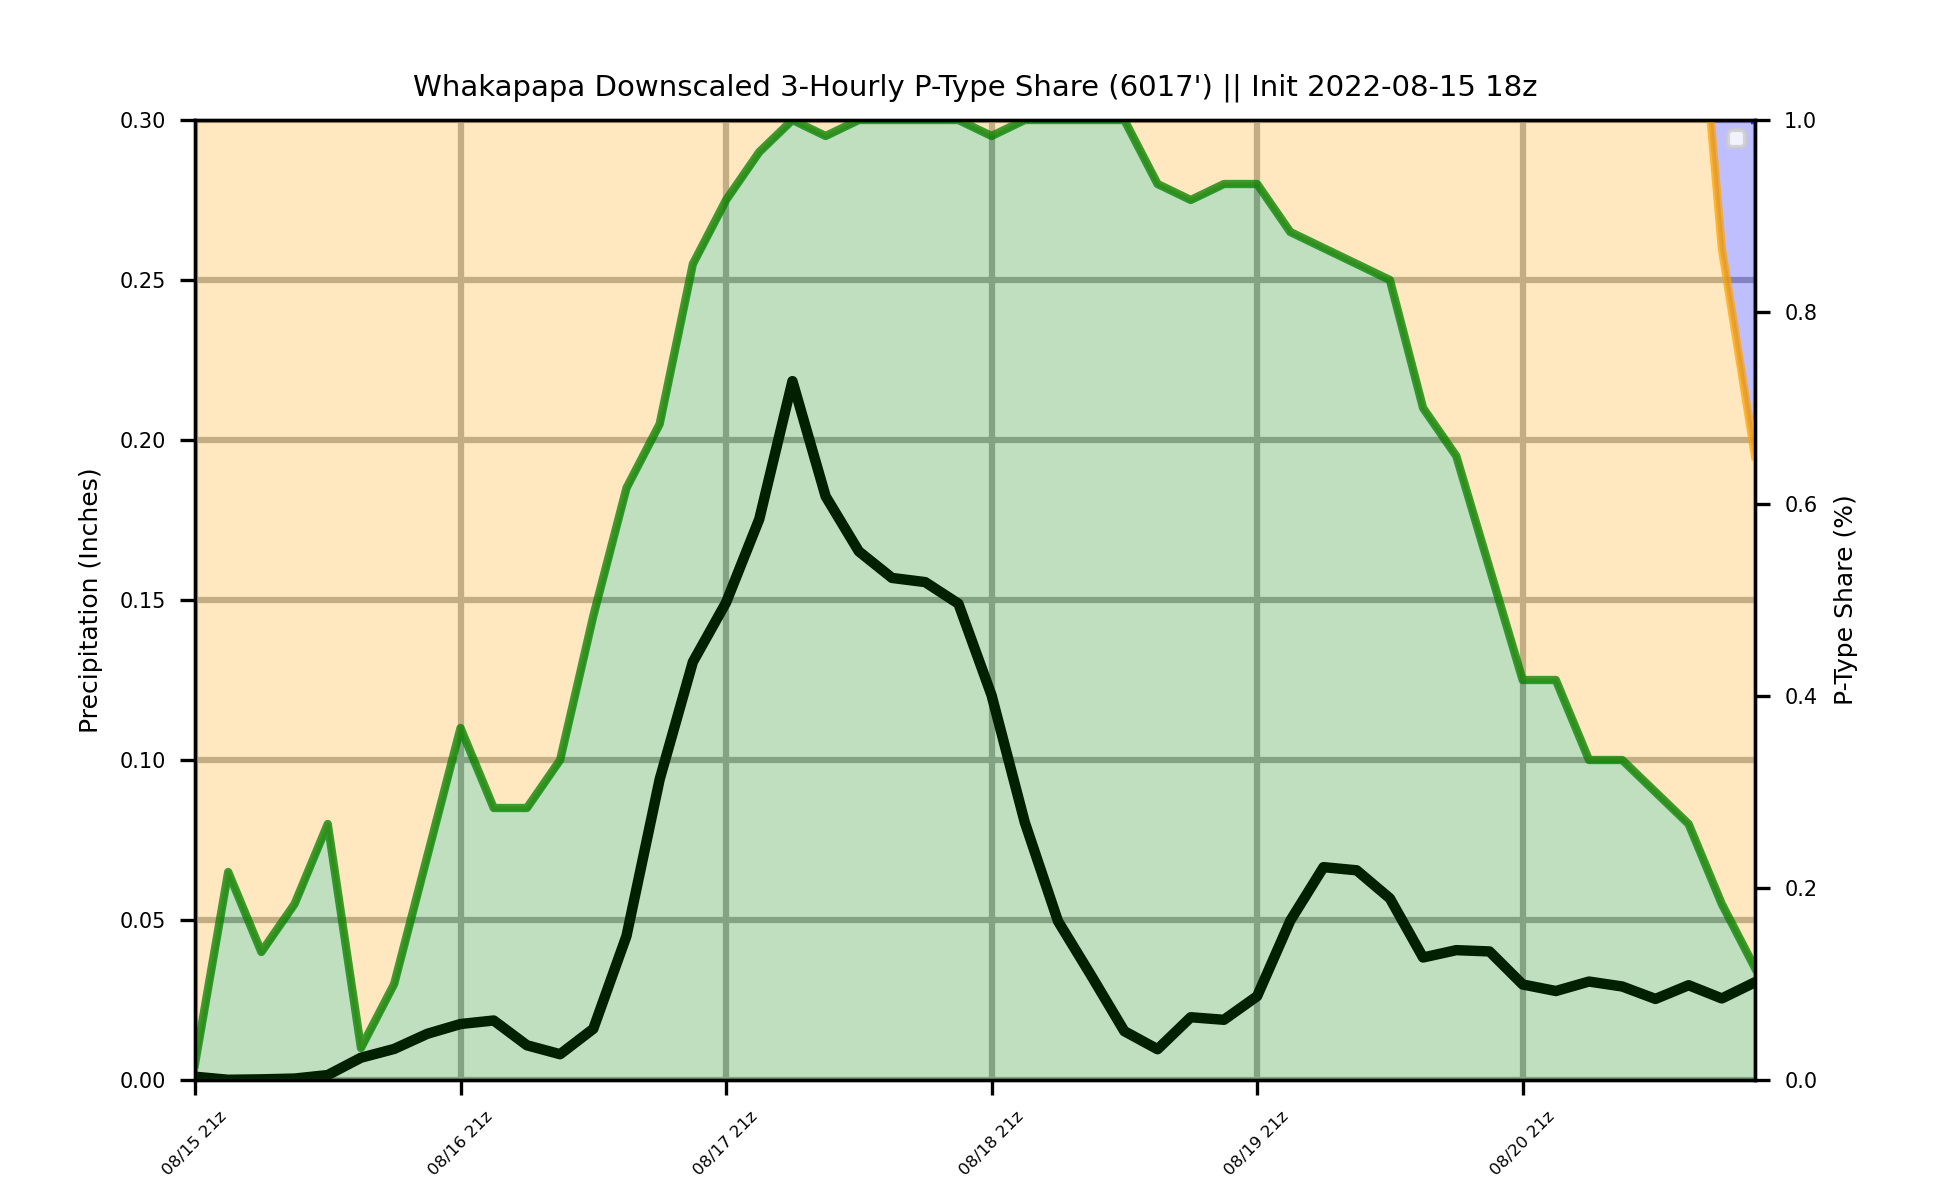 Whakapapa Downscaled 3-Hourly P-Type Share (6017') || Init 2022-08-15 18z
0.30
0.25
0.20
0.15
0.10
0.05
0.00
Precipitation (Inches)
1.0
0.8
0.6
0.4
0.2
0.0
P-Type Share (%)
08/15 21z
08/16 21z
08/17 21z
08/18 21z
08/19 21z
08/20 21z